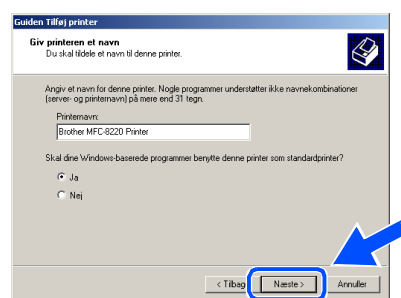 Guiden Tilføj printer
Giv printeren et navn
Du skal tildele et navn til denne printer.
Angiv et navn for denne printer. Nogle programmer understøtter ikke navnekombinationer
(server- og printernavn) på mere end 31 tegn.
Printernavn:
Brother MFC-8220 Printer
Skal dine Windows-baserede programmer benytte denne printer som standardprinter?
Ja
Nej
< Tilbag Næste > Annuller